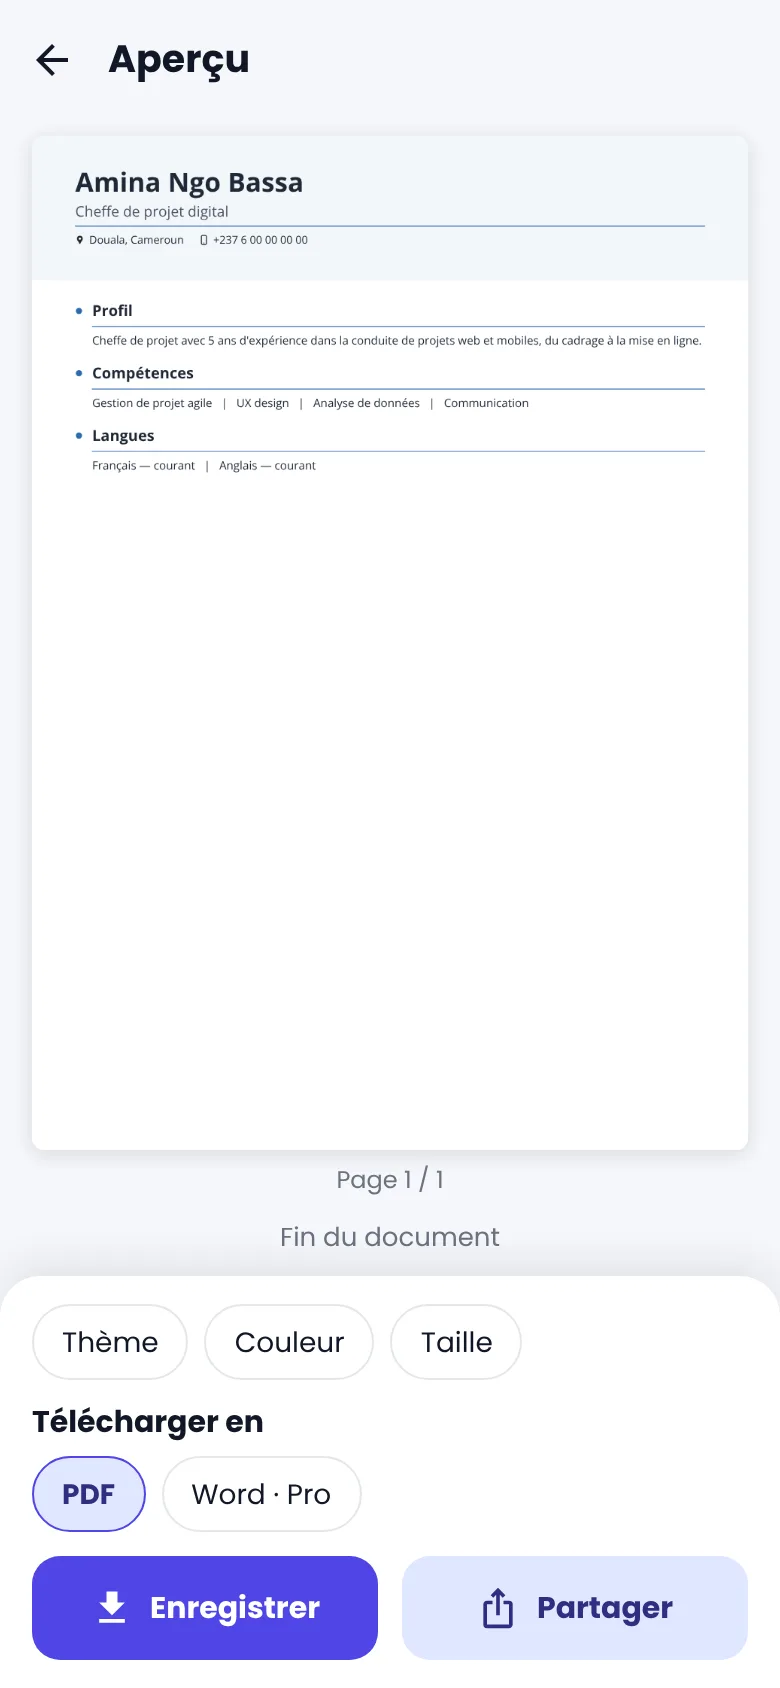 Aperçu
Amina Ngo Bassa
Cheffe de projet digital
Douala, Cameroun +237 6 00 00 00 00
Profil
Cheffe de projet avec 5 ans d'expérience dans la conduite de projets web et mobiles, du cadrage à la mise en ligne.
Compétences
Gestion de projet agile | UX design | Analyse de données | Communication
Langues
Français — courant | Anglais — courant
Page 1 / 1
Fin du document
Thème Couleur Taille
Télécharger en
PDF Word · Pro
Enregistrer Partager